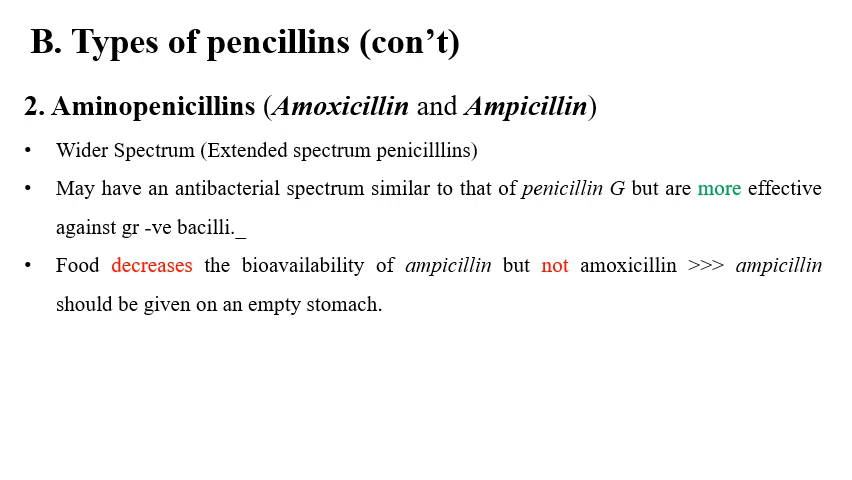 B. Types of pencillins (con’t)
2. Aminopenicillins (Amoxicillin and Ampicillin)
• Wider Spectrum (Extended spectrum penicilllins)
• May have an antibacterial spectrum similar to that of penicillin G but are more effective
against gr -ve bacilli._
• Food decreases the bioavailability of ampicillin but not amoxicillin >>> ampicillin
should be given on an empty stomach.